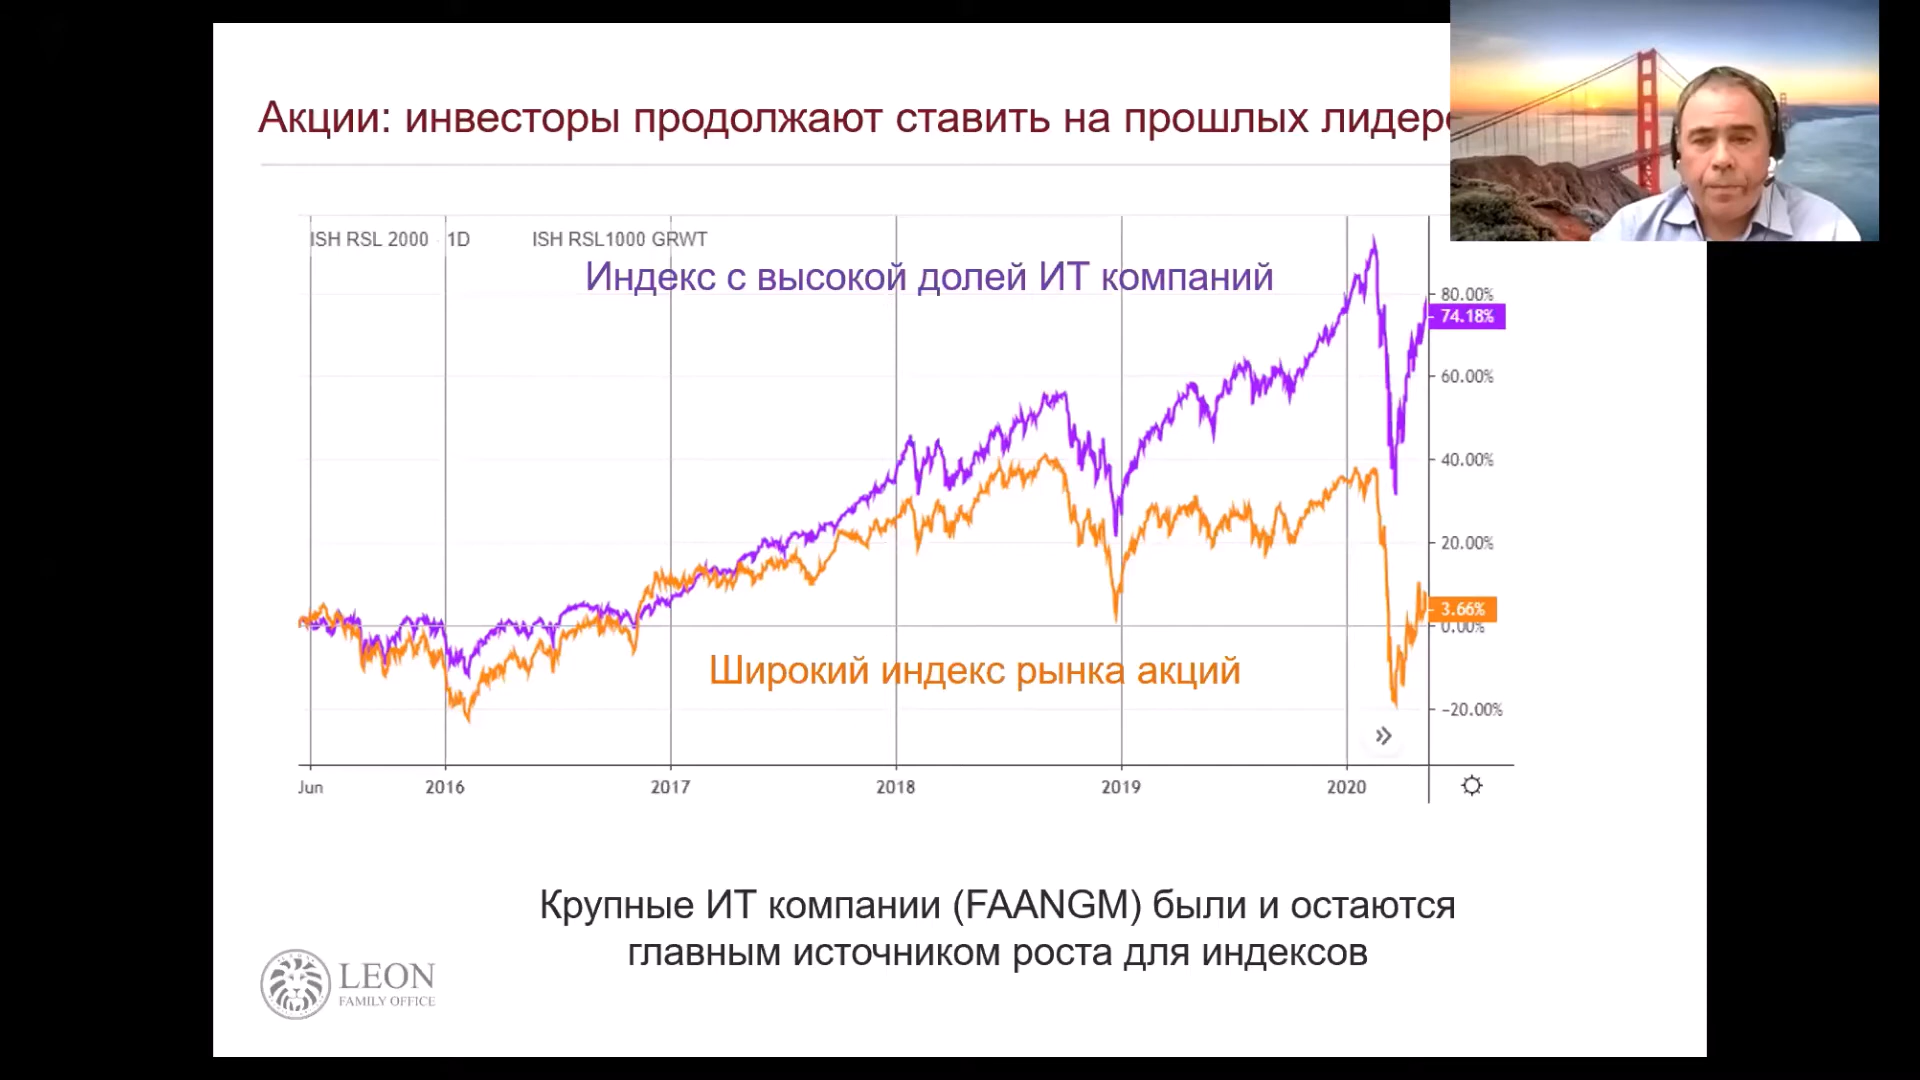 Акции: инвесторы продолжают ставить на прошлых
ISH RSL 2000 1D ISH RSL1000 GRWT
Индекс с высокой долей ИТ компаний
80.00%
74.18%
60.00%
40.00%
20.00%
3.66%
0.00%
Широкий индекс рынка акций
-20.00%
Jun 2016 2017 2018 2019 2020
Крупные ИТ компании (FAANGM) были и остаются
главным источником роста для индексов
LEON
FAMILY OFFICE